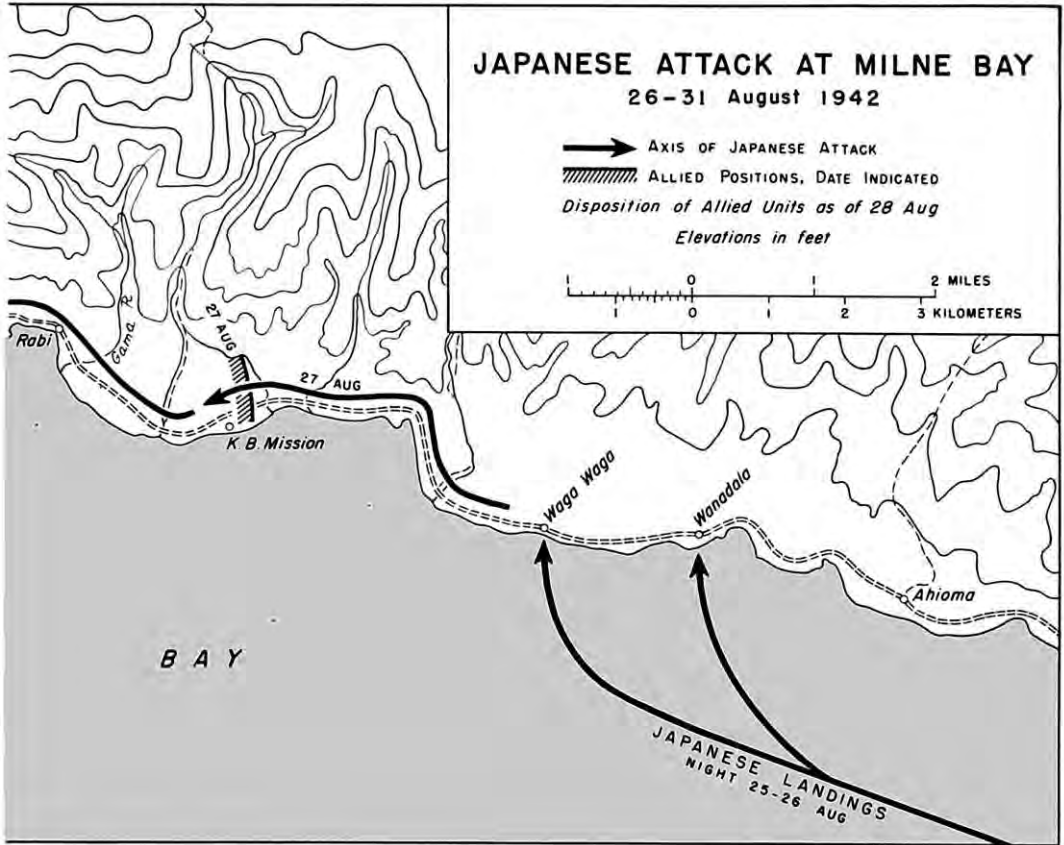 JAPANESE ATTACK AT MILNE BAY
26-31 August 1942
AXIS OF JAPANESE ATTACK
ALLIED POSITIONS, DATE INDICATED
Disposition of Allied Units as of 28 Aug
Elevations in feet
1 0 1 2 MILES
1 0 1 2 3 KILOMETERS
Rabi
Gama R
27 AUG
27 AUG
K.B. Mission
Waga Waga
Wanadala
Ahioma
BAY
JAPANESE LANDINGS
NIGHT 25-26 AUG